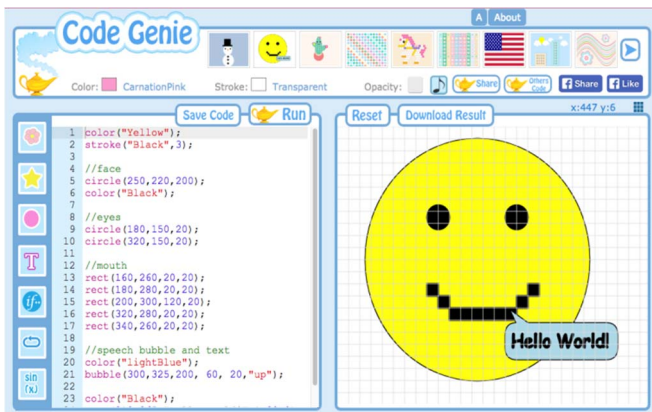 A About
Code Genie
Color: CarnationPink Stroke: Transparent Opacity: Share Others Code Share Like
Save Code Run Reset Download Result x:447 y:6
1 color("Yellow");
2 stroke("Black",3);
3
4 //face
5 circle(250,220,200);
6 color("Black");
7
8 //eyes
9 circle(180,150,20);
10 circle(320,150,20);
11
12 //mouth
13 rect(160,260,20,20);
14 rect(180,280,20,20);
15 rect(200,300,120,20);
16 rect(320,280,20,20);
17 rect(340,260,20,20);
18
19 //speech bubble and text
20 color("lightBlue");
21 bubble(300,325,200, 60, 20,"up");
22
23 color("Black");
T
if~
sin
Hello World!